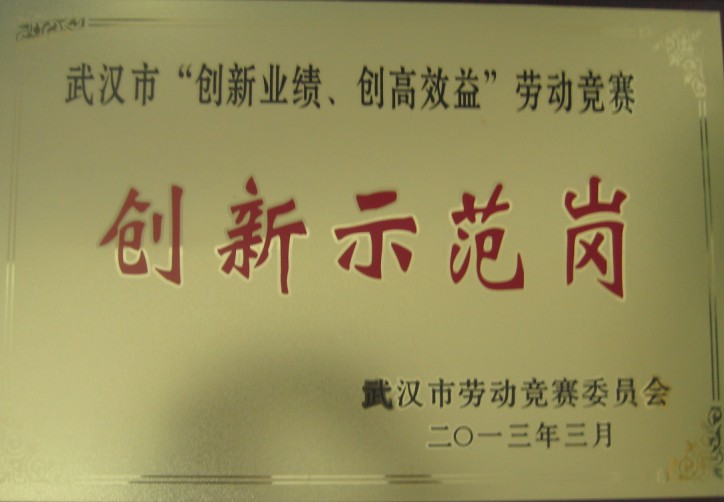 武汉市“创新业绩、创高效益”劳动竞赛
创新示范岗
武汉市劳动竞赛委员会
二〇一三年三月